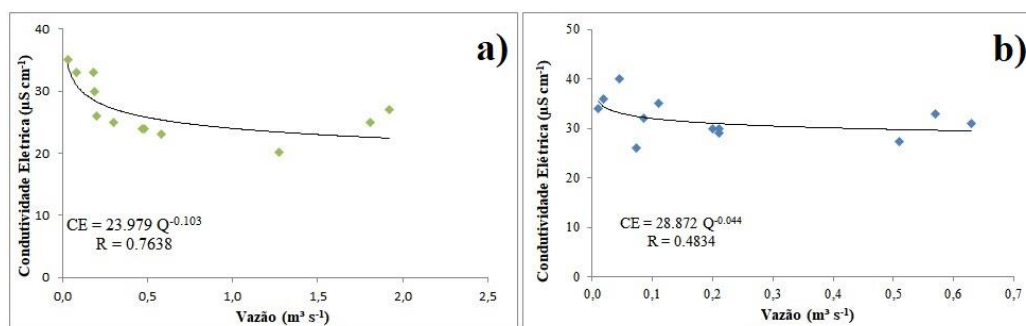 a)
Condutividade Eletrica (µS cm⁻¹)
40
30
20
10
0
CE = 23.979 Q⁻⁰·¹⁰³
R = 0.7638
0,0 0,5 1,0 1,5 2,0 2,5
Vazão (m³ s⁻¹)
b)
Condutividade Elétrica (µS cm⁻¹)
50
40
30
20
10
0
CE = 28.872 Q⁻⁰·⁰⁴⁴
R = 0.4834
0,0 0,1 0,2 0,3 0,4 0,5 0,6 0,7
Vazão (m³ s⁻¹)